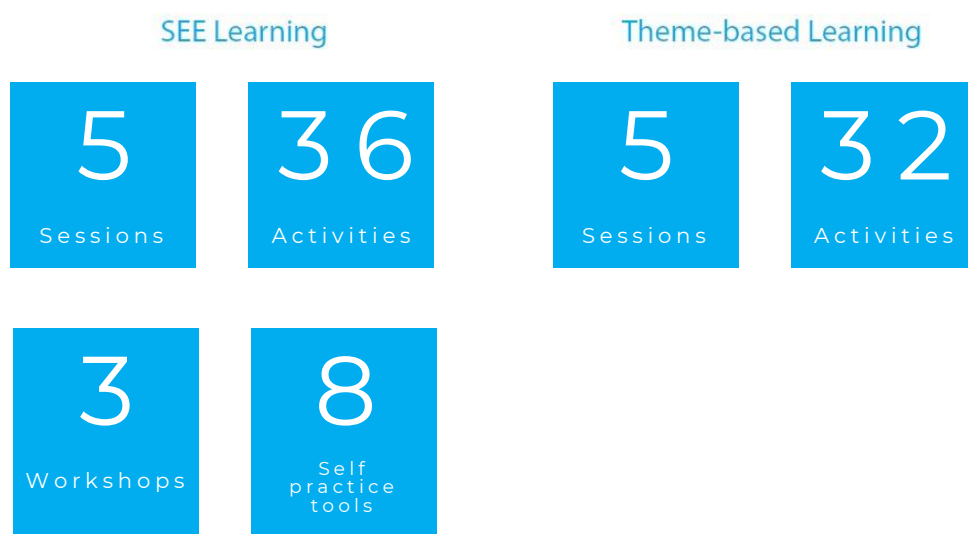 SEE Learning
Theme-based Learning
5
Sessions
36
Activities
5
Sessions
32
Activities
3
Workshops
8
Self
practice
tools